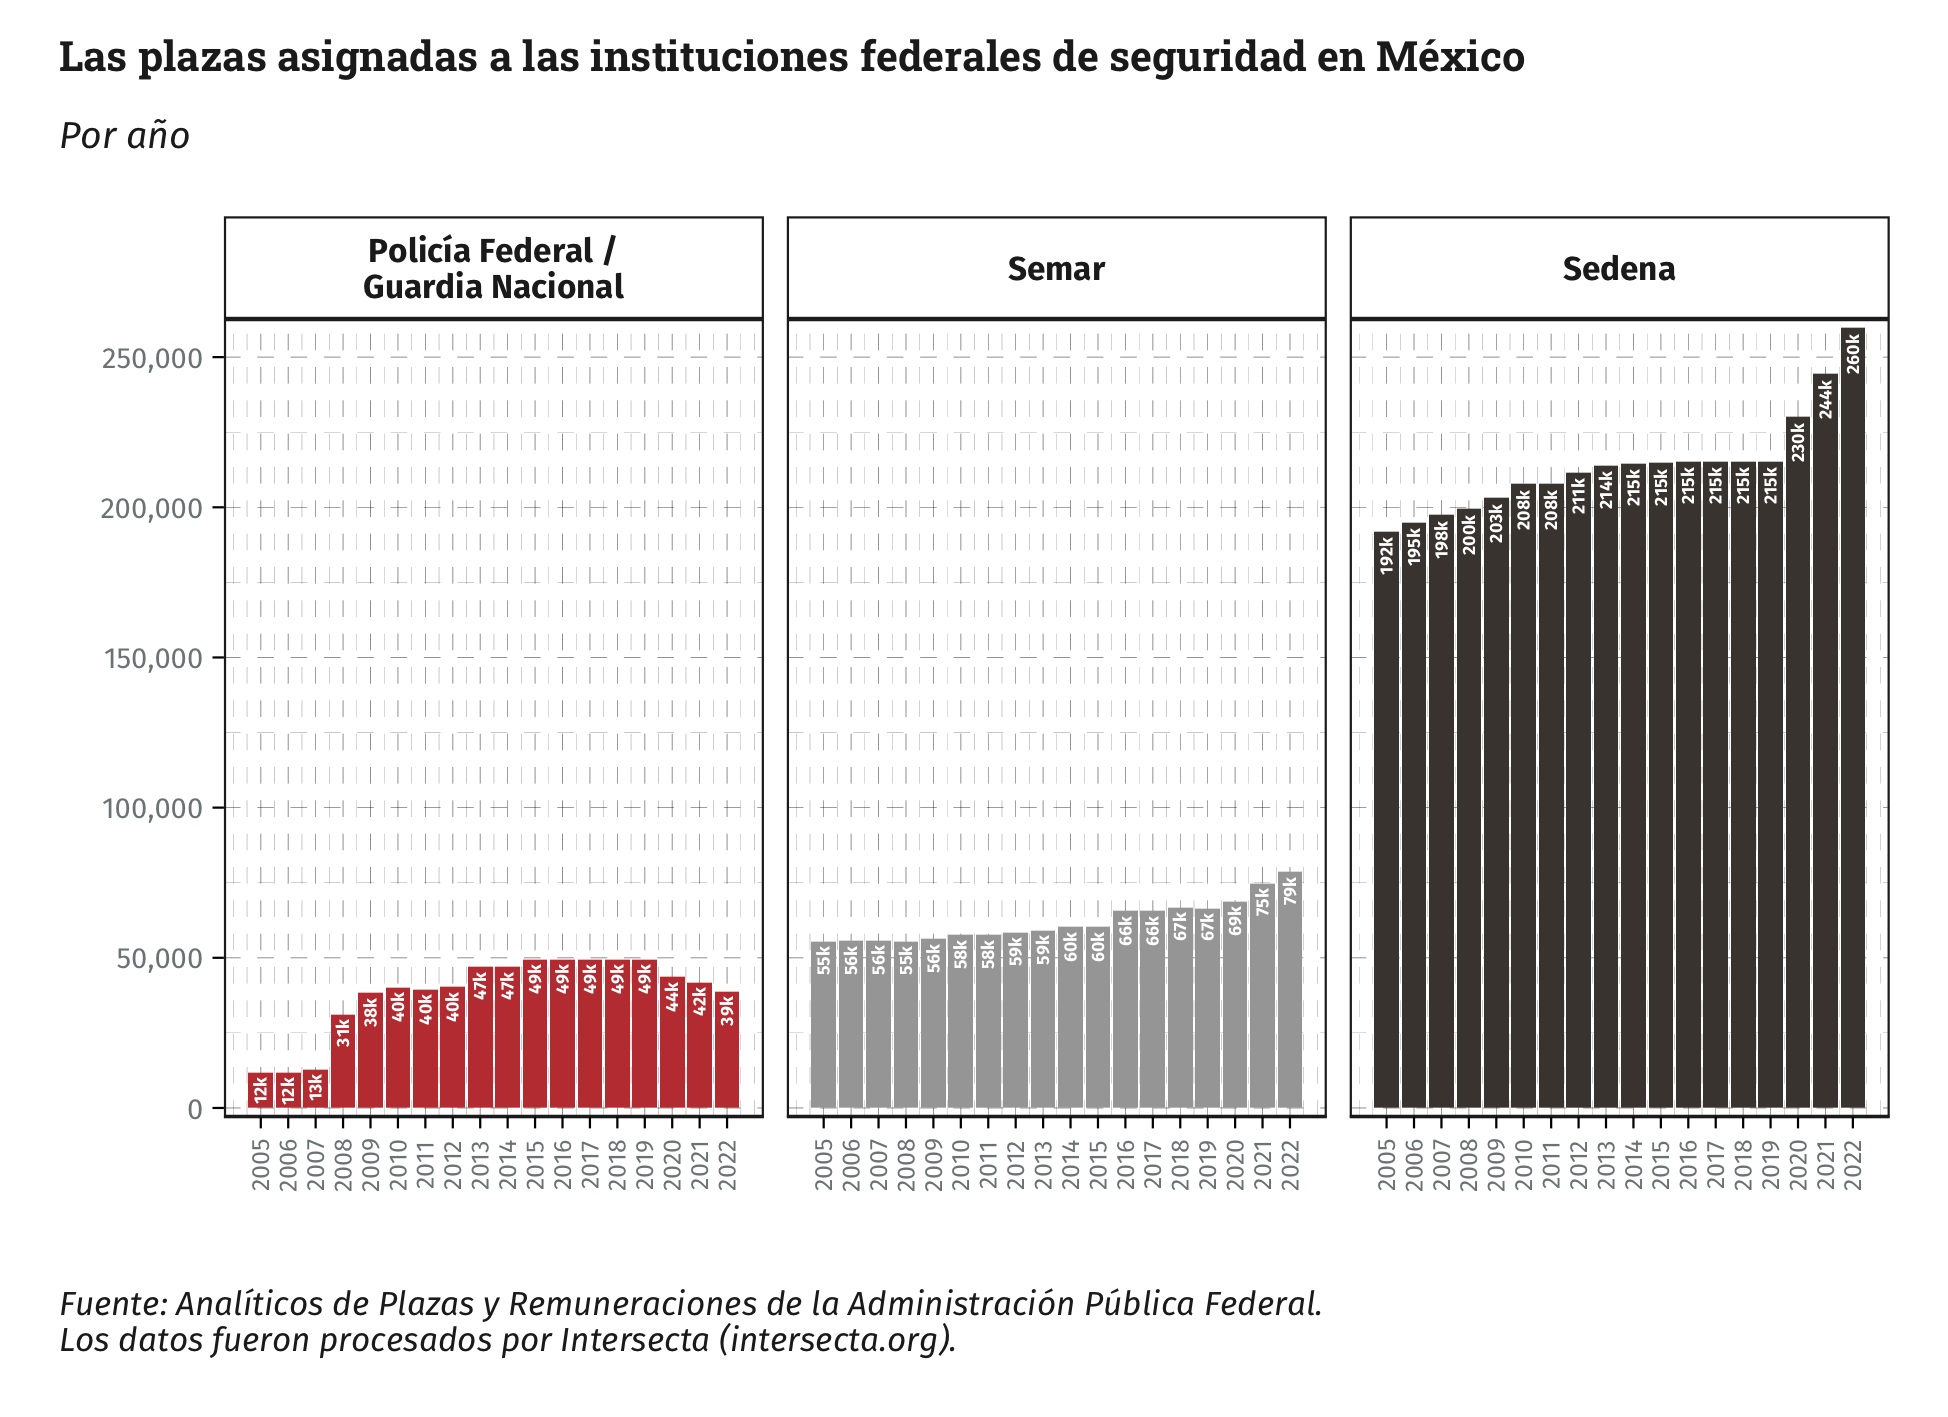 Las plazas asignadas a las instituciones federales de seguridad en México
Por año
Policía Federal /
Guardia Nacional
Semar
Sedena
250,000
200,000
150,000
100,000
50,000
0
12k
12k
13k
31k
38k
40k
40k
40k
47k
47k
49k
49k
49k
49k
49k
44k
42k
39k
55k
56k
56k
55k
56k
58k
58k
59k
59k
60k
60k
66k
66k
67k
67k
69k
75k
79k
192k
195k
198k
200k
203k
208k
208k
211k
214k
215k
215k
215k
215k
215k
215k
230k
244k
260k
2005
2006
2007
2008
2009
2010
2011
2012
2013
2014
2015
2016
2017
2018
2019
2020
2021
2022
2005
2006
2007
2008
2009
2010
2011
2012
2013
2014
2015
2016
2017
2018
2019
2020
2021
2022
2005
2006
2007
2008
2009
2010
2011
2012
2013
2014
2015
2016
2017
2018
2019
2020
2021
2022
Fuente: Analíticos de Plazas y Remuneraciones de la Administración Pública Federal.
Los datos fueron procesados por Intersecta (intersecta.org).